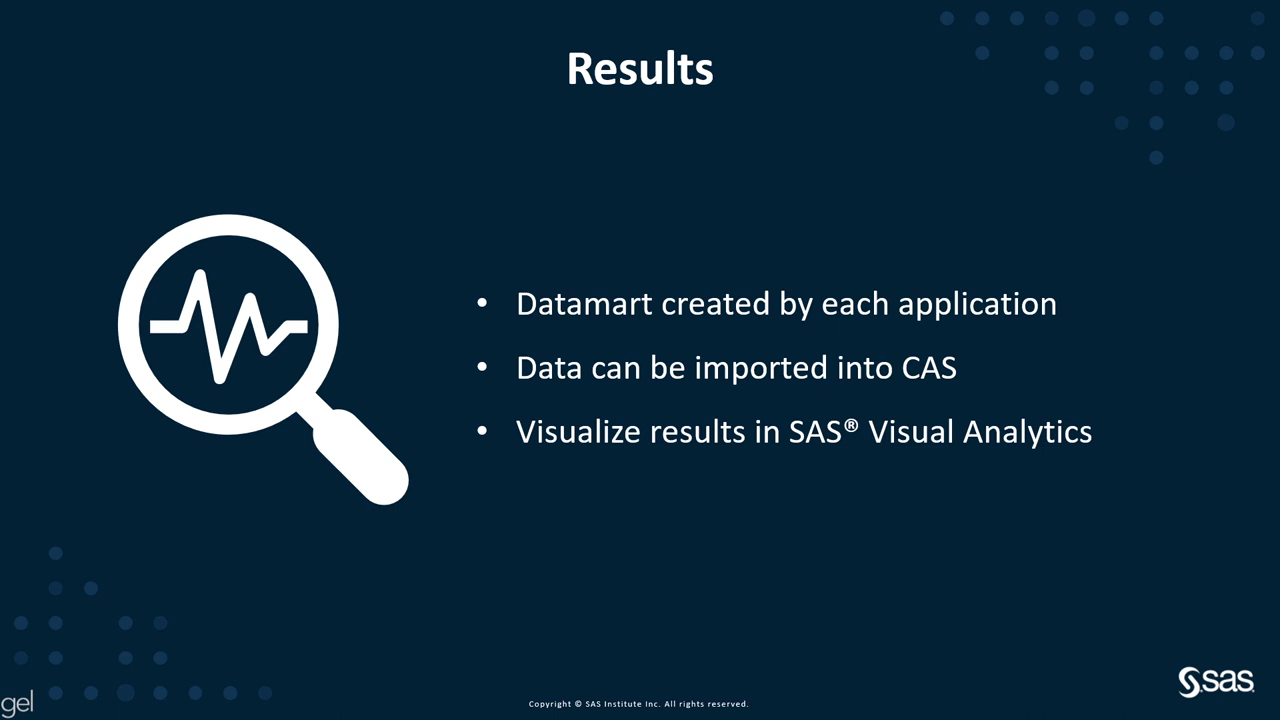 Results
• Datamart created by each application
• Data can be imported into CAS
• Visualize results in SAS® Visual Analytics
gel
Copyright © SAS Institute Inc. All rights reserved.
sas